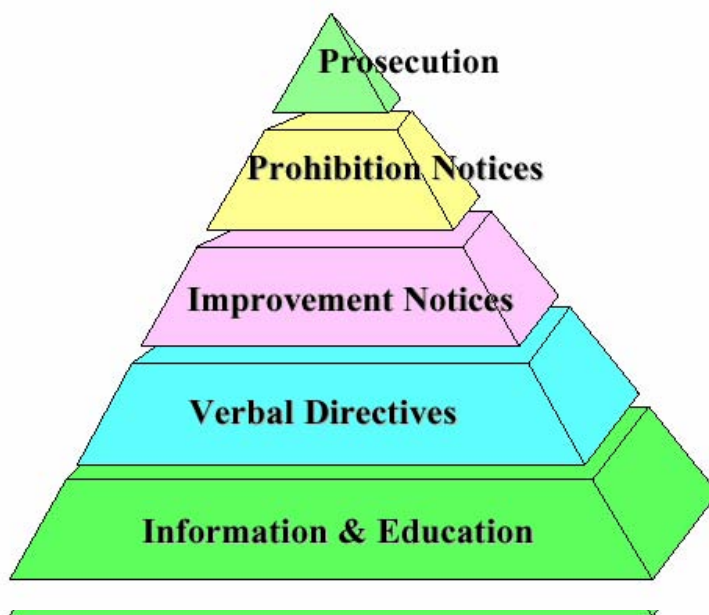 Prosecution
Prohibition Notices
Improvement Notices
Verbal Directives
Information & Education